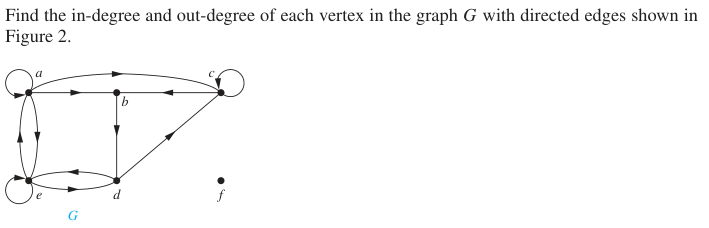 Find the in-degree and out-degree of each vertex in the graph G with directed edges shown in
Figure 2.
a
c
b
e
d
f
G